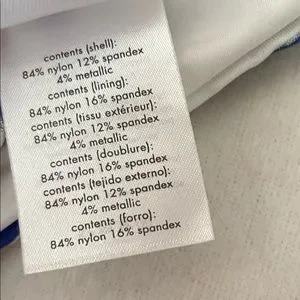 contents (shell):
84% nylon 12% spandex
4% metallic
contents (lining):
84% nylon 16% spandex
contents (tissu extérieur):
84% nylon 12% spandex
4% metallic
contents (doublure):
84% nylon 16% spandex
contents (tejido externo):
84% nylon 12% spandex
4% metallic
contents (forro):
84% nylon 16% spandex